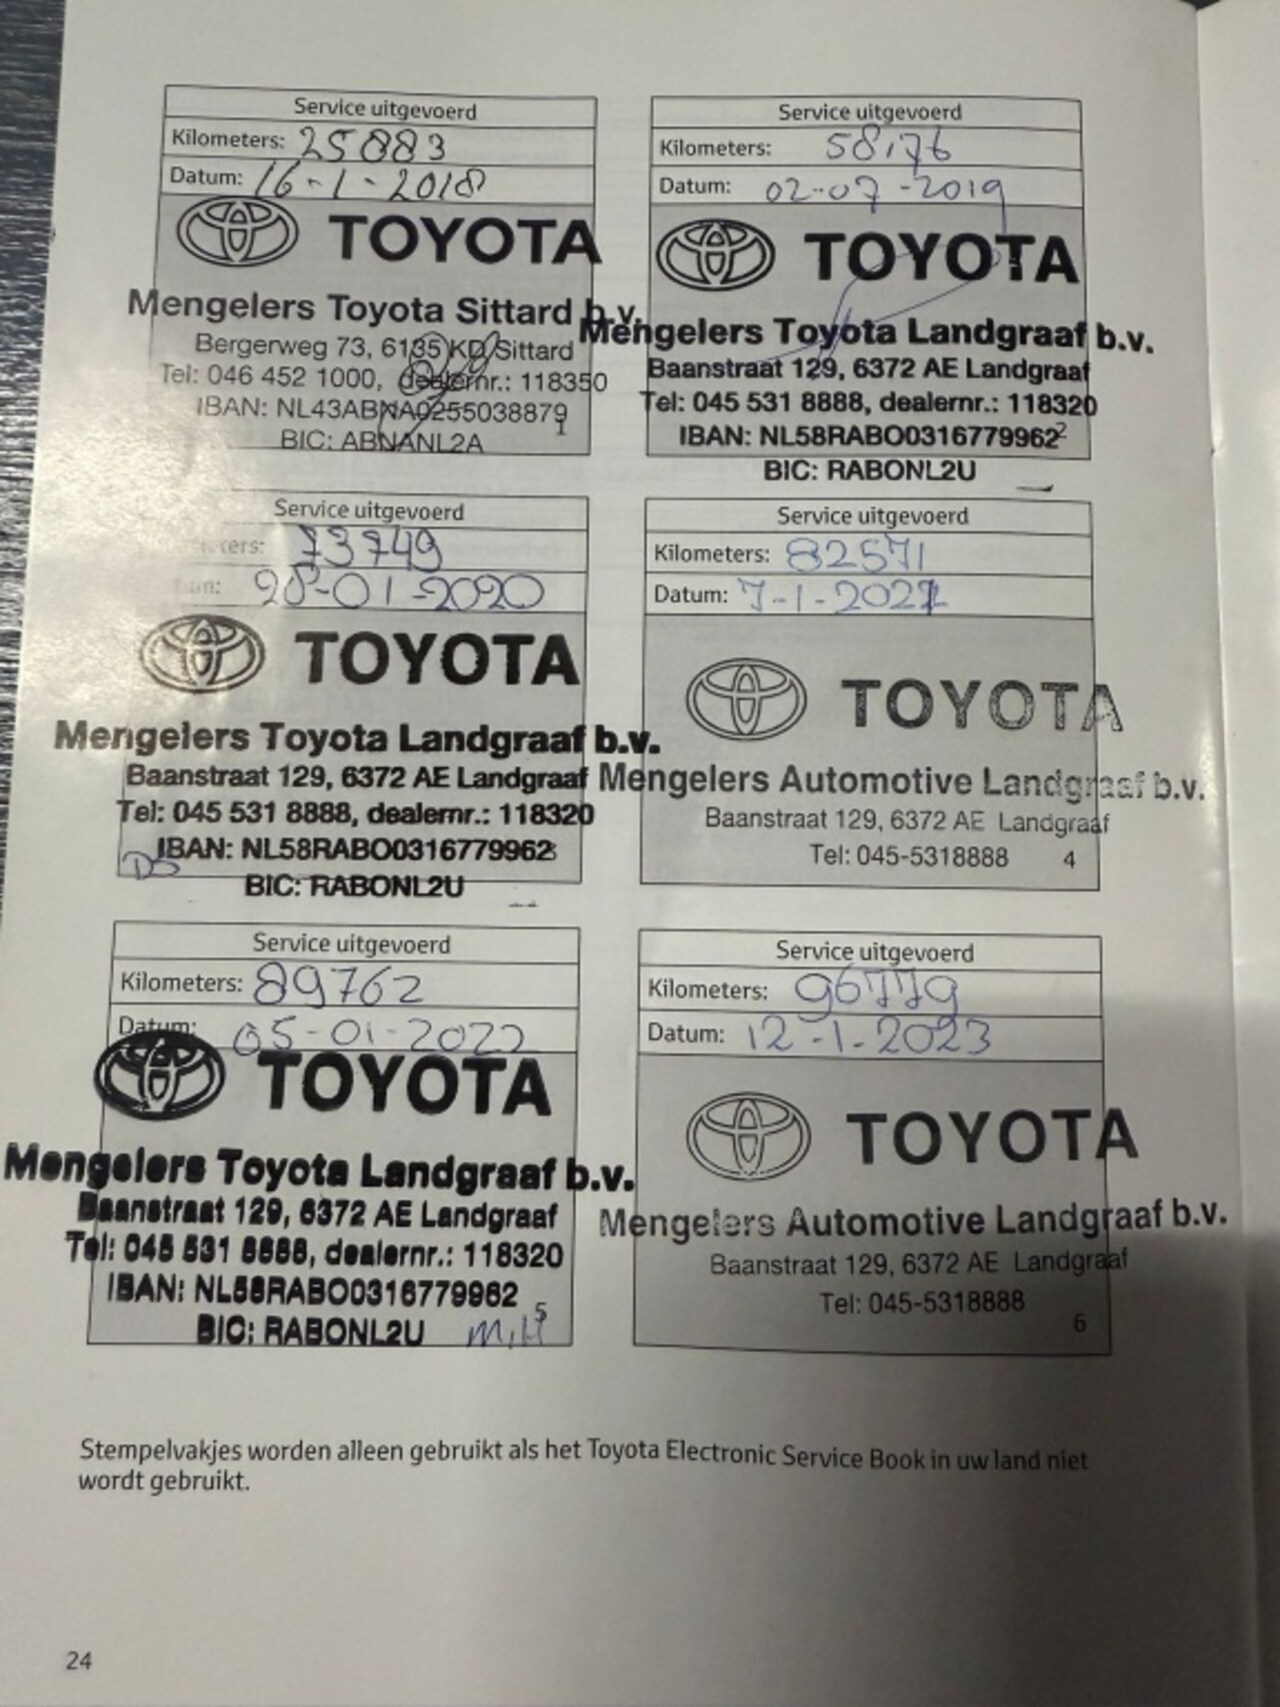 Service uitgevoerd
Kilometers: 25883
Datum: 16-1-2018
TOYOTA
Mengelers Toyota Sittard b.v.
Bergerweg 73, 6135 KD Sittard
Tel: 046 452 1000, dealernr.: 118350
IBAN: NL43ABNA0255038879
1
BIC: ABNANL2A
Service uitgevoerd
Kilometers: 58176
Datum: 02-07-2019
TOYOTA
Mengelers Toyota Landgraaf b.v.
Baanstraat 129, 6372 AE Landgraaf
Tel: 045 531 8888, dealernr.: 118320
IBAN: NL58RABO0316779962
2
BIC: RABONL2U
Service uitgevoerd
73749
28-01-2020
TOYOTA
Mengelers Toyota Landgraaf b.v.
Baanstraat 129, 6372 AE Landgraaf
Tel: 045 531 8888, dealernr.: 118320
IBAN: NL58RABO0316779962
3
BIC: RABONL2U
Service uitgevoerd
Kilometers: 82571
Datum: 7-1-2021
TOYOTA
Mengelers Automotive Landgraaf b.v.
Baanstraat 129, 6372 AE Landgraaf
Tel: 045-5318888
4
Service uitgevoerd
Kilometers: 89762
Datum: 05-01-2022
TOYOTA
Mengelers Toyota Landgraaf b.v.
Baanstraat 129, 6372 AE Landgraaf
Tel: 045 531 8888, dealernr.: 118320
IBAN: NL58RABO0316779962
5
BIC: RABONL2U
Service uitgevoerd
Kilometers: 96779
Datum: 12-1-2023
TOYOTA
Mengelers Automotive Landgraaf b.v.
Baanstraat 129, 6372 AE Landgraaf
Tel: 045-5318888
6
Stempelvakjes worden alleen gebruikt als het Toyota Electronic Service Book in uw land niet
wordt gebruikt.
24